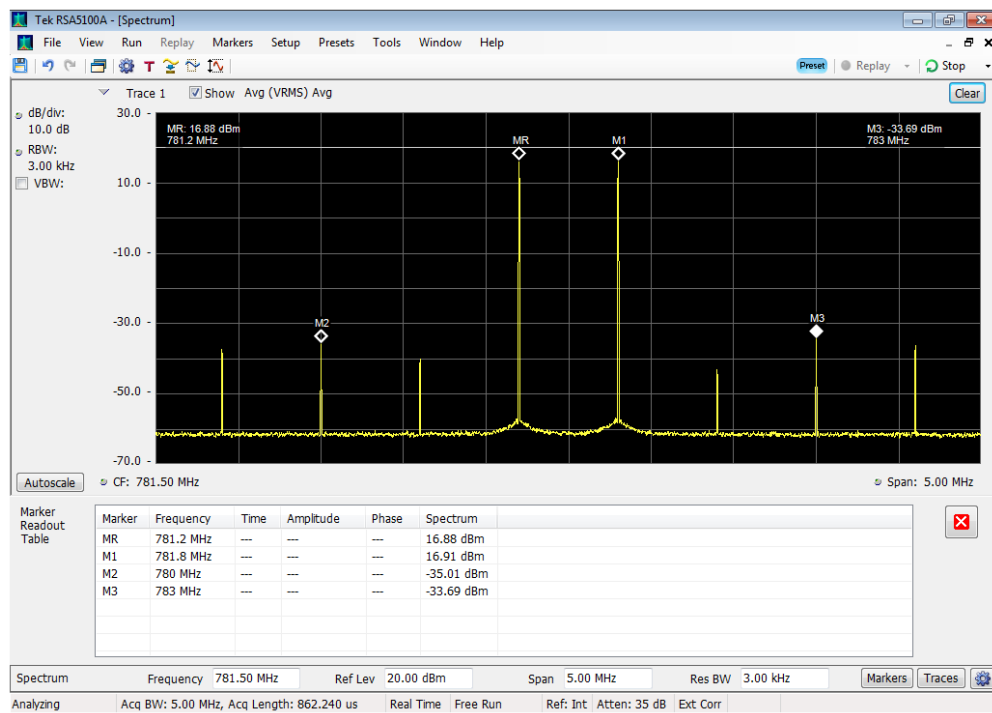 Tek RSA5100A - [Spectrum]
File View Run Replay Markers Setup Presets Tools Window Help
T Preset Replay Stop
Trace 1 Show Avg (VRMS) Avg Clear
dB/div:
10.0 dB
RBW:
3.00 kHz
VBW:
30.0
10.0
-10.0
-30.0
-50.0
-70.0
MR: 16.88 dBm
781.2 MHz
MR
M1
M3: -33.69 dBm
783 MHz
M2
M3
Autoscale CF: 781.50 MHz Span: 5.00 MHz
Marker
Readout
Table
Marker Frequency Time Amplitude Phase Spectrum
MR 781.2 MHz --- --- --- 16.88 dBm
M1 781.8 MHz --- --- --- 16.91 dBm
M2 780 MHz --- --- --- -35.01 dBm
M3 783 MHz --- --- --- -33.69 dBm
Spectrum Frequency 781.50 MHz Ref Lev 20.00 dBm Span 5.00 MHz Res BW 3.00 kHz Markers Traces
Analyzing Acq BW: 5.00 MHz, Acq Length: 862.240 us Real Time Free Run Ref: Int Atten: 35 dB Ext Corr